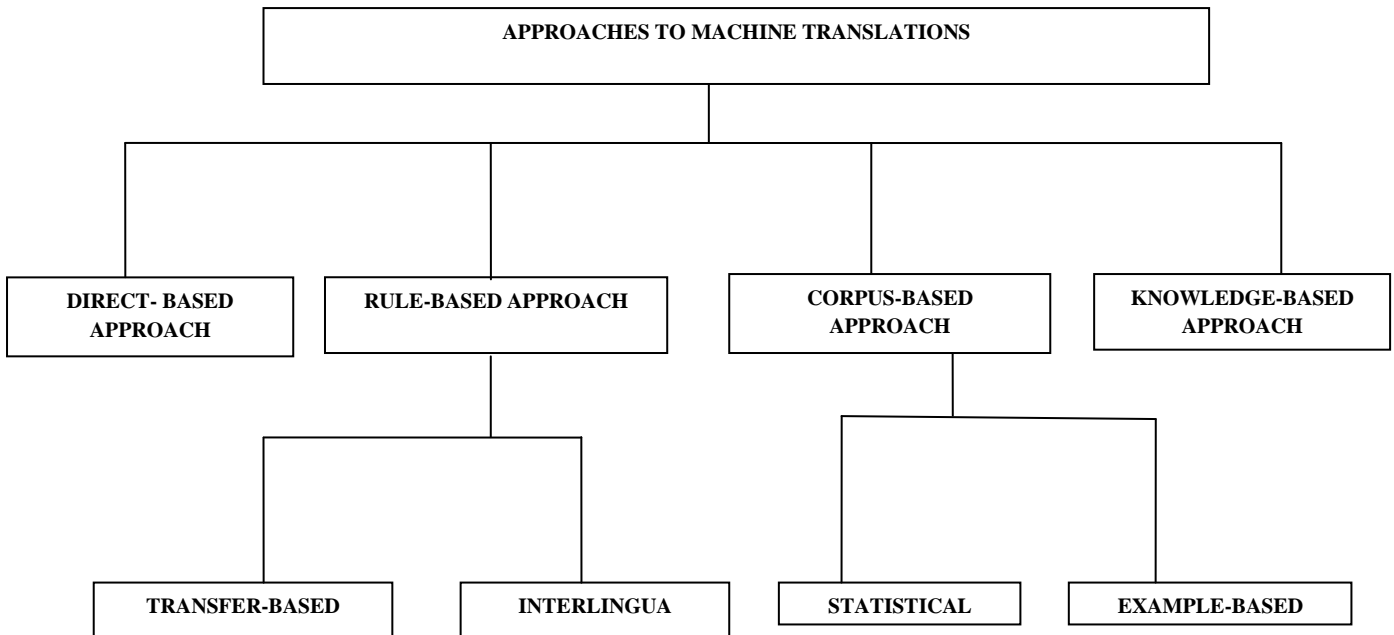 APPROACHES TO MACHINE TRANSLATIONS
DIRECT- BASED
APPROACH
RULE-BASED APPROACH
CORPUS-BASED
APPROACH
KNOWLEDGE-BASED
APPROACH
TRANSFER-BASED
INTERLINGUA
STATISTICAL
EXAMPLE-BASED